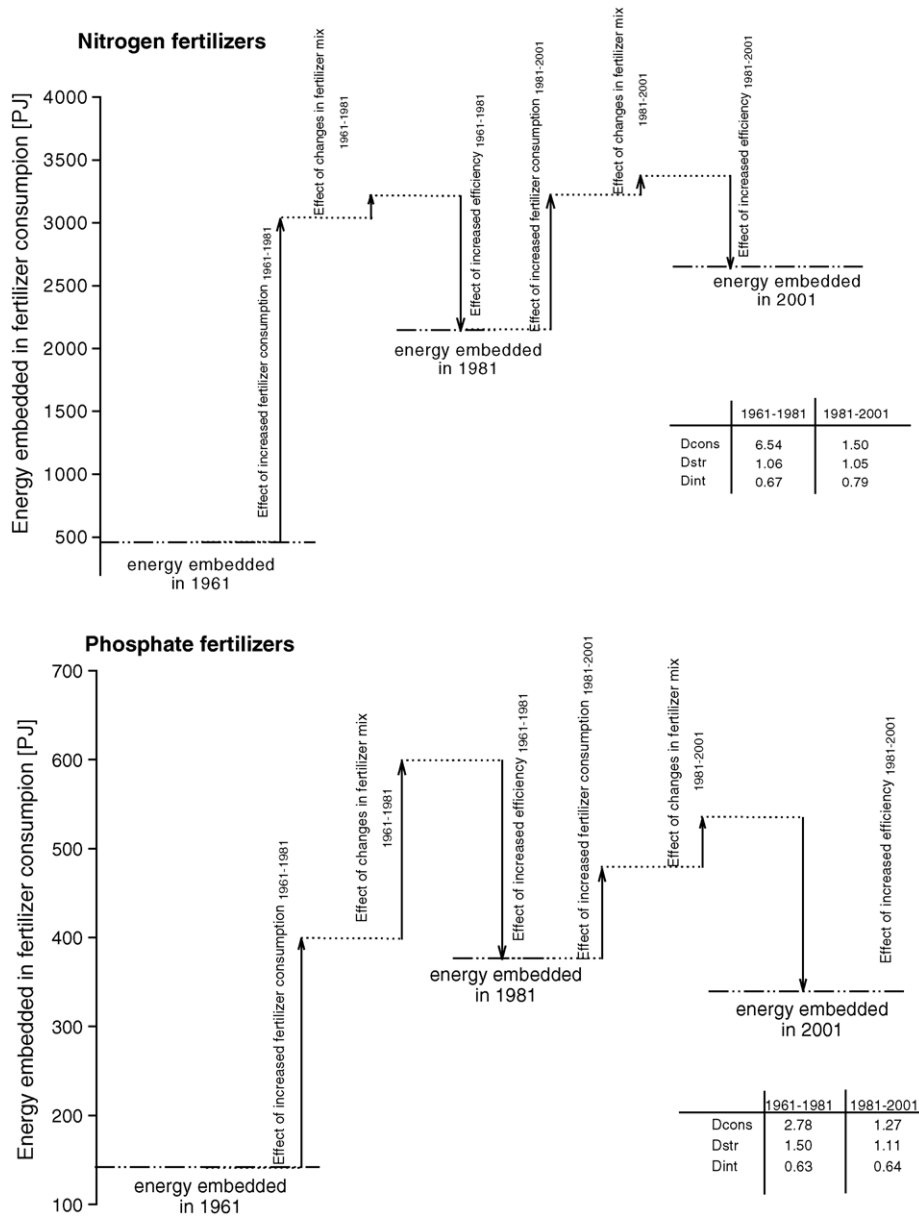 Nitrogen fertilizers
Energy embedded in fertilizer consumpion [PJ]
4000
3500
3000
2500
2000
1500
1000
500
energy embedded
in 1961
Effect of increased fertilizer consumption 1961-1981
Effect of changes in fertilizer mix
1961-1981
Effect of increased efficiency 1961-1981
energy embedded
in 1981
Effect of increased fertilizer consumption 1981-2001
Effect of changes in fertilizer mix
1981-2001
Effect of increased efficiency 1981-2001
energy embedded
in 2001
1961-1981 1981-2001
Dcons 6.54 1.50
Dstr 1.06 1.05
Dint 0.67 0.79
Phosphate fertilizers
Energy embedded in fertilizer consumpion [PJ]
700
600
500
400
300
200
100
energy embedded
in 1961
Effect of increased fertilizer consumption 1961-1981
Effect of changes in fertilizer mix
1961-1981
Effect of increased efficiency 1961-1981
energy embedded
in 1981
Effect of increased fertilizer consumption 1981-2001
Effect of changes in fertilizer mix
1981-2001
Effect of increased efficiency 1981-2001
energy embedded
in 2001
1961-1981 1981-2001
Dcons 2.78 1.27
Dstr 1.50 1.11
Dint 0.63 0.64